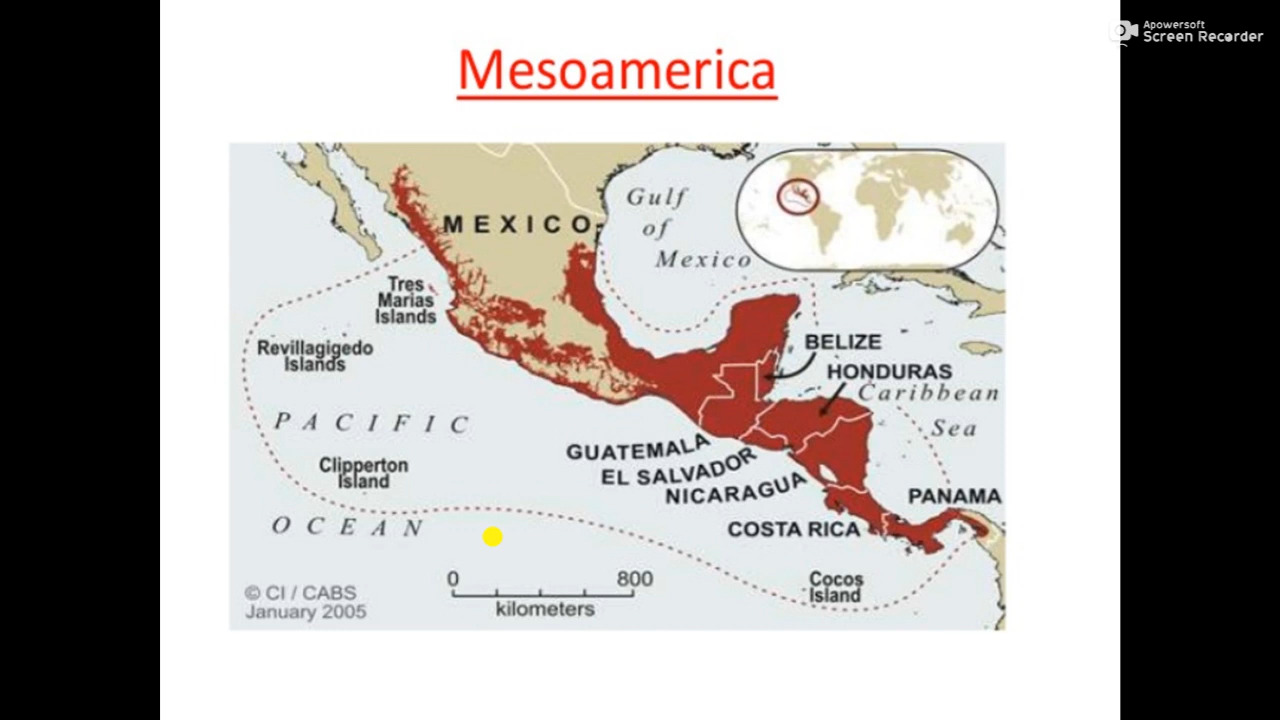 Apowersoft
Screen Recorder
Mesoamerica
Gulf
of
Mexico
MEXICO
Tres
Marias
Islands
Revillagigedo
Islands
BELIZE
HONDURAS
Caribbean
Sea
PACIFIC
Clipperton
Island
OCEAN
GUATEMALA
EL SALVADOR
NICARAGUA
PANAMA
COSTA RICA
Cocos
Island
0 800
kilometers
© CI / CABS
January 2005